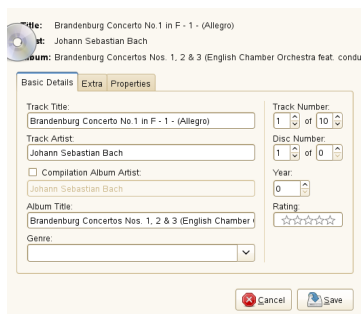 Title: Brandenburg Concerto No.1 in F - 1 - (Allegro)
st: Johann Sebastian Bach
lbum: Brandenburg Concertos Nos. 1, 2 & 3 (English Chamber Orchestra feat. condu
Basic Details Extra Properties
Track Title:
Brandenburg Concerto No.1 in F - 1 - (Allegro)
Track Number:
1 of 10
Track Artist:
Johann Sebastian Bach
Disc Number:
1 of 0
Compilation Album Artist:
Johann Sebastian Bach
Year:
0
Album Title:
Brandenburg Concertos Nos. 1, 2 & 3 (English Chamber
Rating:
Genre:
Cancel Save